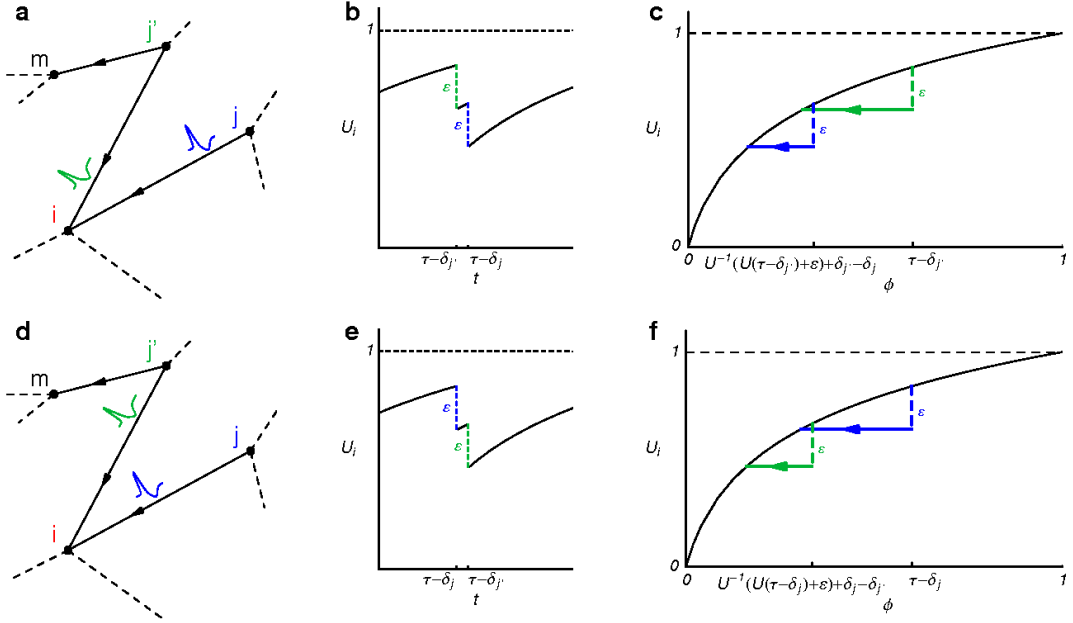 a
j'
m
j
i
b
1
ε
ε
U_i
τ−δ_j' τ−δ_j
t
c
1
ε
ε
U_i
0
0 U⁻¹(U(τ−δ_j')+ε)+δ_j'−δ_j τ−δ_j' 1
ϕ
d
j'
m
j
i
e
1
ε
ε
U_i
τ−δ_j τ−δ_j'
t
f
1
ε
ε
U_i
0
0 U⁻¹(U(τ−δ_j)+ε)+δ_j−δ_j' τ−δ_j 1
ϕ